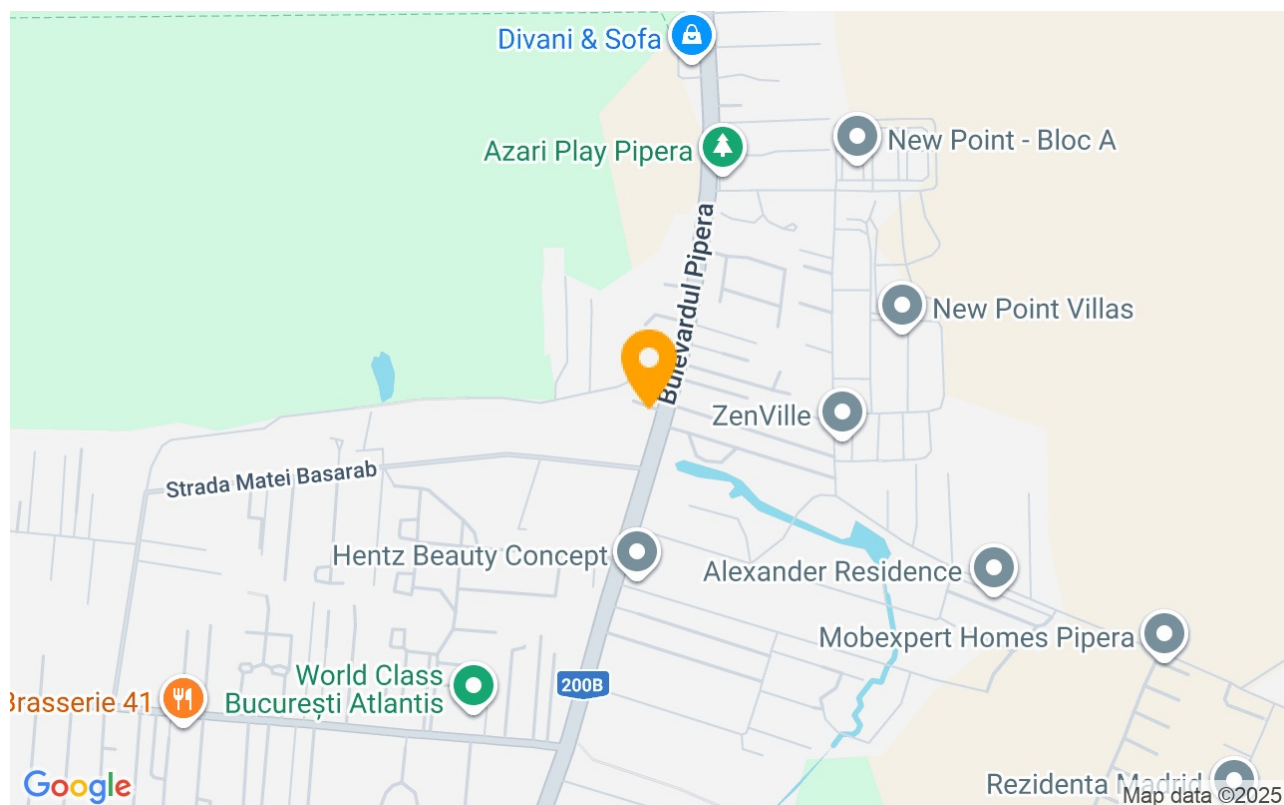 Divani & Sofa
Azari Play Pipera
New Point - Bloc A
Bulevardul Pipera
New Point Villas
ZenVille
Strada Matei Basarab
Hentz Beauty Concept
Alexander Residence
Mobexpert Homes Pipera
World Class
București Atlantis
200B
Brasserie 41
Rezidenta Madrid
Google
Map data ©2025